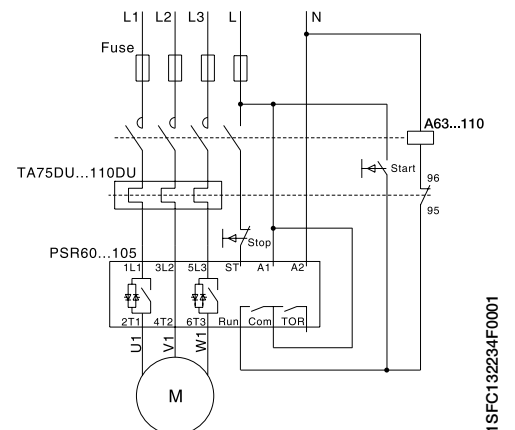 L1 L2 L3 L N
Fuse
A63...110
TA75DU...110DU
Start
96
95
Stop
PSR60...105
1L1 3L2 5L3 ST A1 A2
2T1 4T2 6T3 Run Com TOR
U1 V1 W1
M
1SFC132234F0001